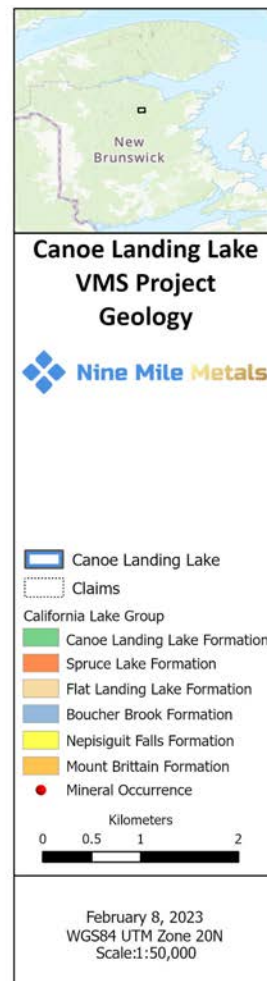 New
Brunswick
Canoe Landing Lake
VMS Project
Geology
Nine Mile Metals
Canoe Landing Lake
Claims
California Lake Group
Canoe Landing Lake Formation
Spruce Lake Formation
Flat Landing Lake Formation
Boucher Brook Formation
Nepisiguit Falls Formation
Mount Brittain Formation
Mineral Occurrence
Kilometers
0 0.5 1 2
February 8, 2023
WGS84 UTM Zone 20N
Scale:1:50,000